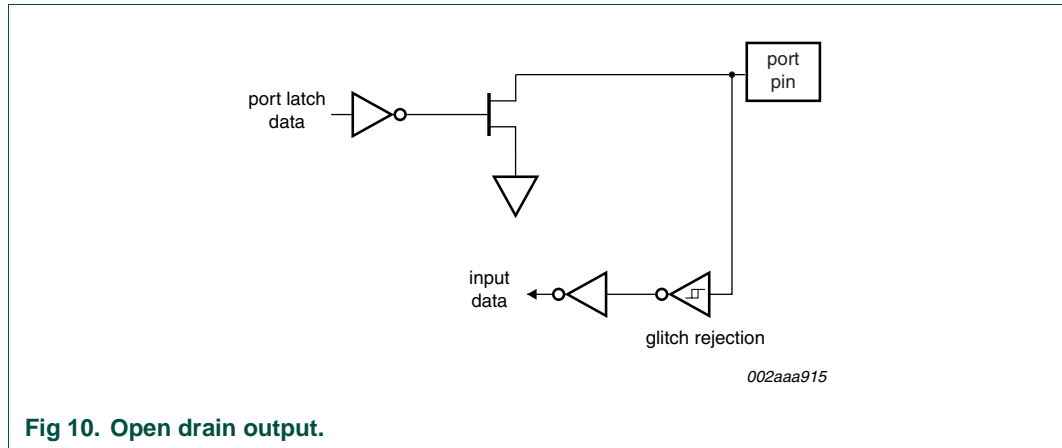 port
pin
port latch
data
input
data
glitch rejection
002aaa915
Fig 10. Open drain output.